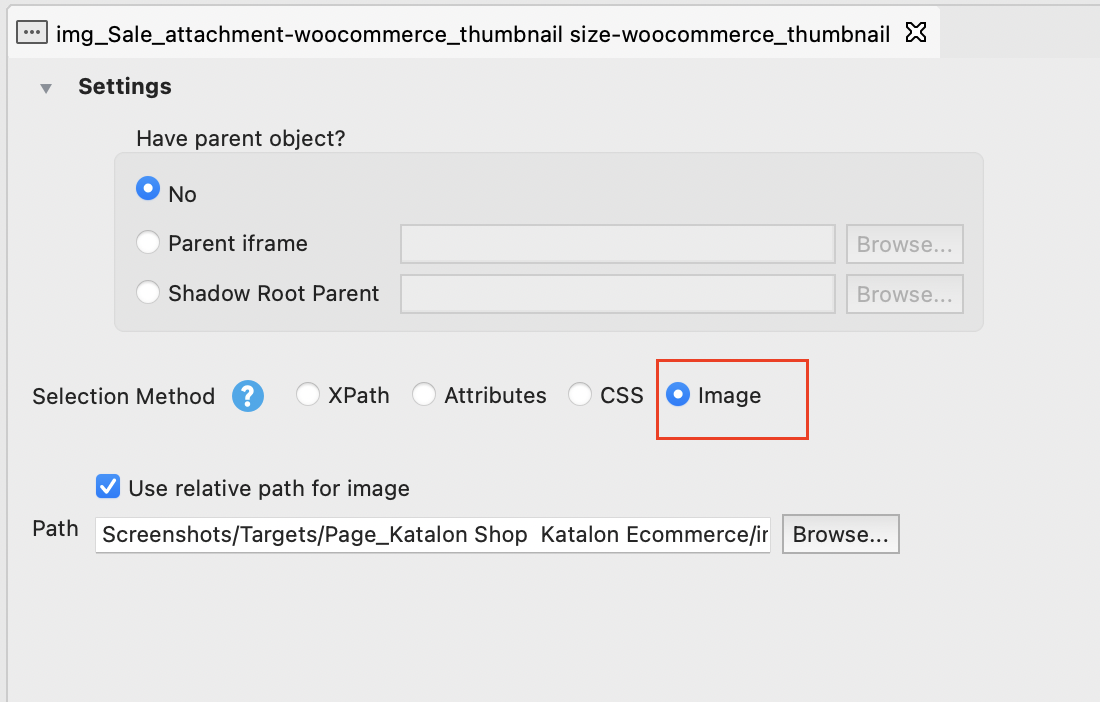 img_Sale_attachment-woocommerce_thumbnail size-woocommerce_thumbnail
Settings
Have parent object?
No
Parent iframe Browse...
Shadow Root Parent Browse...
Selection Method ? XPath Attributes CSS Image
Use relative path for image
Path Screenshots/Targets/Page_Katalon Shop  Katalon Ecommerce/ Browse...